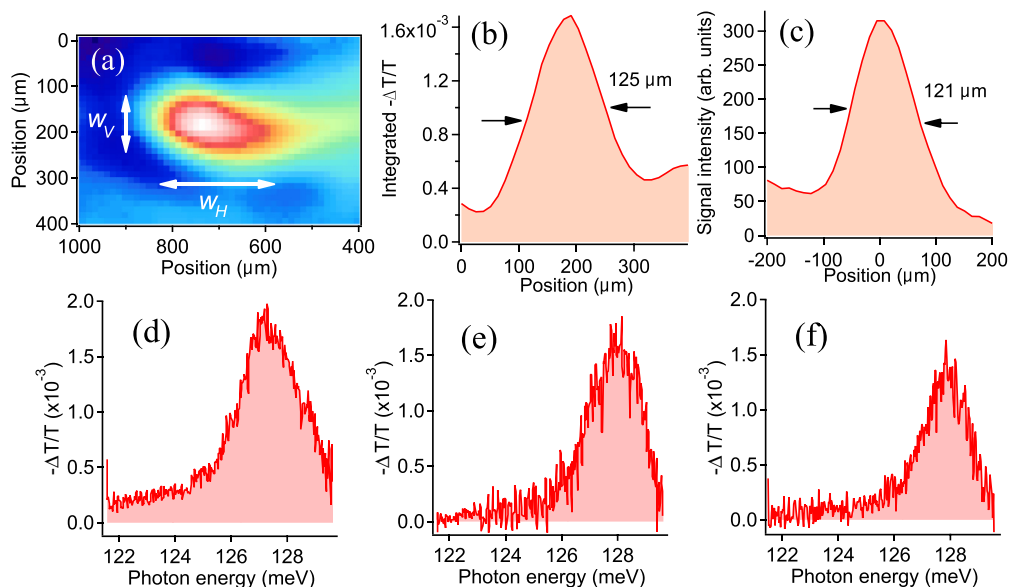 (a)
0
100
200
300
400
Position (µm)
w_V
w_H
1000
800
600
400
Position (µm)
(b)
1.6x10⁻³
1.2
0.8
0.4
0.0
Integrated -ΔT/T
125 µm
0
100
200
300
Position (µm)
(c)
300
250
200
150
100
50
0
Signal intensity (arb. units)
121 µm
-200
-100
0
100
200
Position (µm)
(d)
2.0
1.5
1.0
0.5
0.0
-ΔT/T (x10⁻³)
122
124
126
128
Photon energy (meV)
(e)
2.0
1.5
1.0
0.5
0.0
-ΔT/T (x10⁻³)
122
124
126
128
Photon energy (meV)
(f)
2.0
1.5
1.0
0.5
0.0
-ΔT/T (x10⁻³)
122
124
126
128
Photon energy (meV)